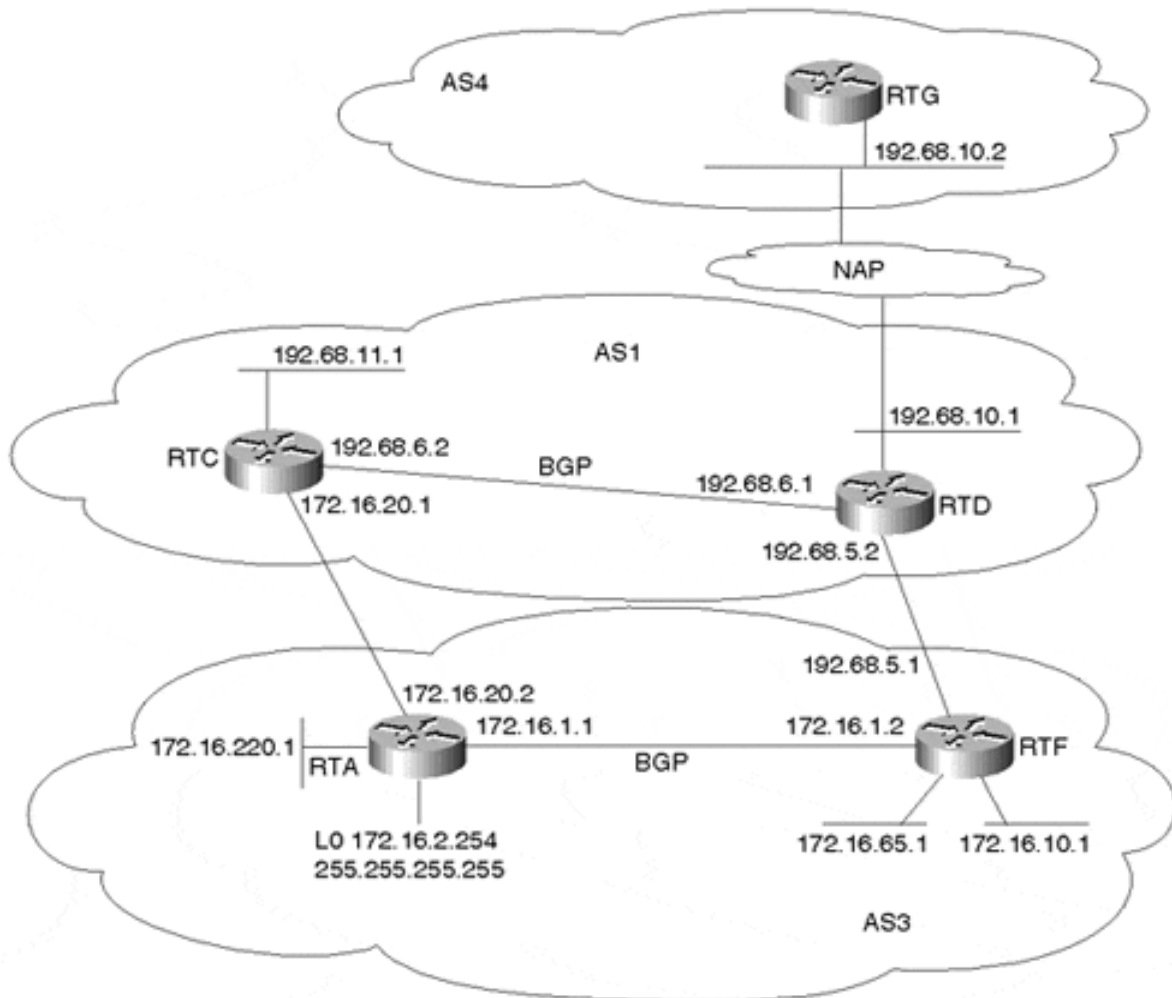 AS4
RTG
192.68.10.2
NAP
AS1
192.68.11.1
192.68.10.1
RTC
192.68.6.2
BGP
192.68.6.1
RTD
172.16.20.1
192.68.5.2
192.68.5.1
172.16.20.2
172.16.1.1
172.16.1.2
172.16.220.1
RTA
BGP
RTF
L0 172.16.2.254
255.255.255.255
172.16.65.1
172.16.10.1
AS3